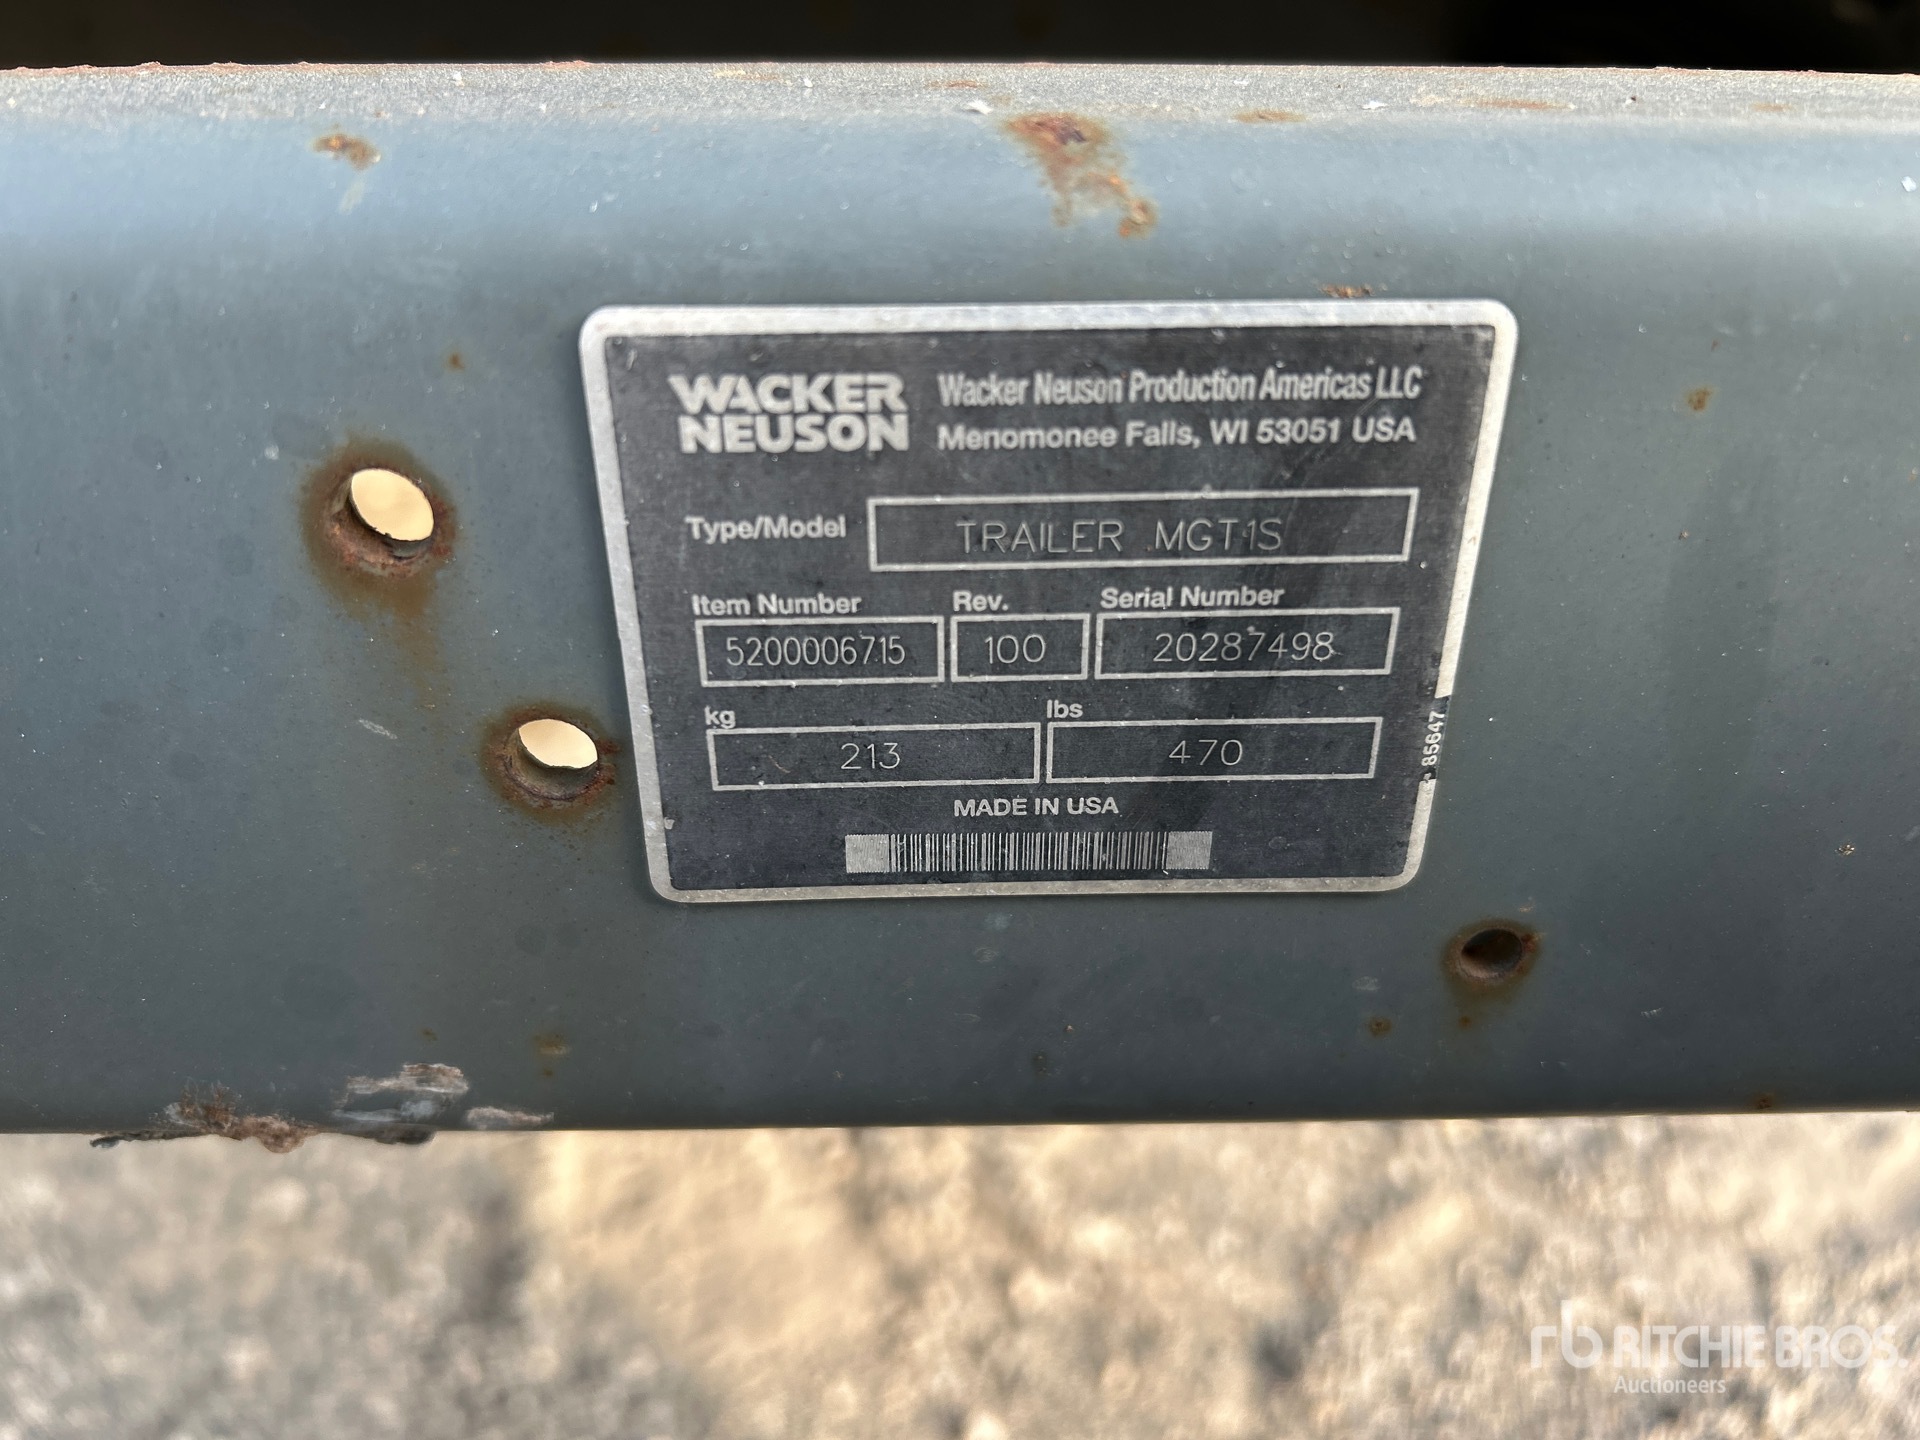 WACKER
NEUSON
Wacker Neuson Production Americas LLC
Menomonee Falls, WI 53051 USA
Type/Model TRAILER MGT1S
Item Number Rev. Serial Number
5200006715 100 20287498
kg lbs
213 470
85647
MADE IN USA
rb RITCHIE BROS.
Auctioneers